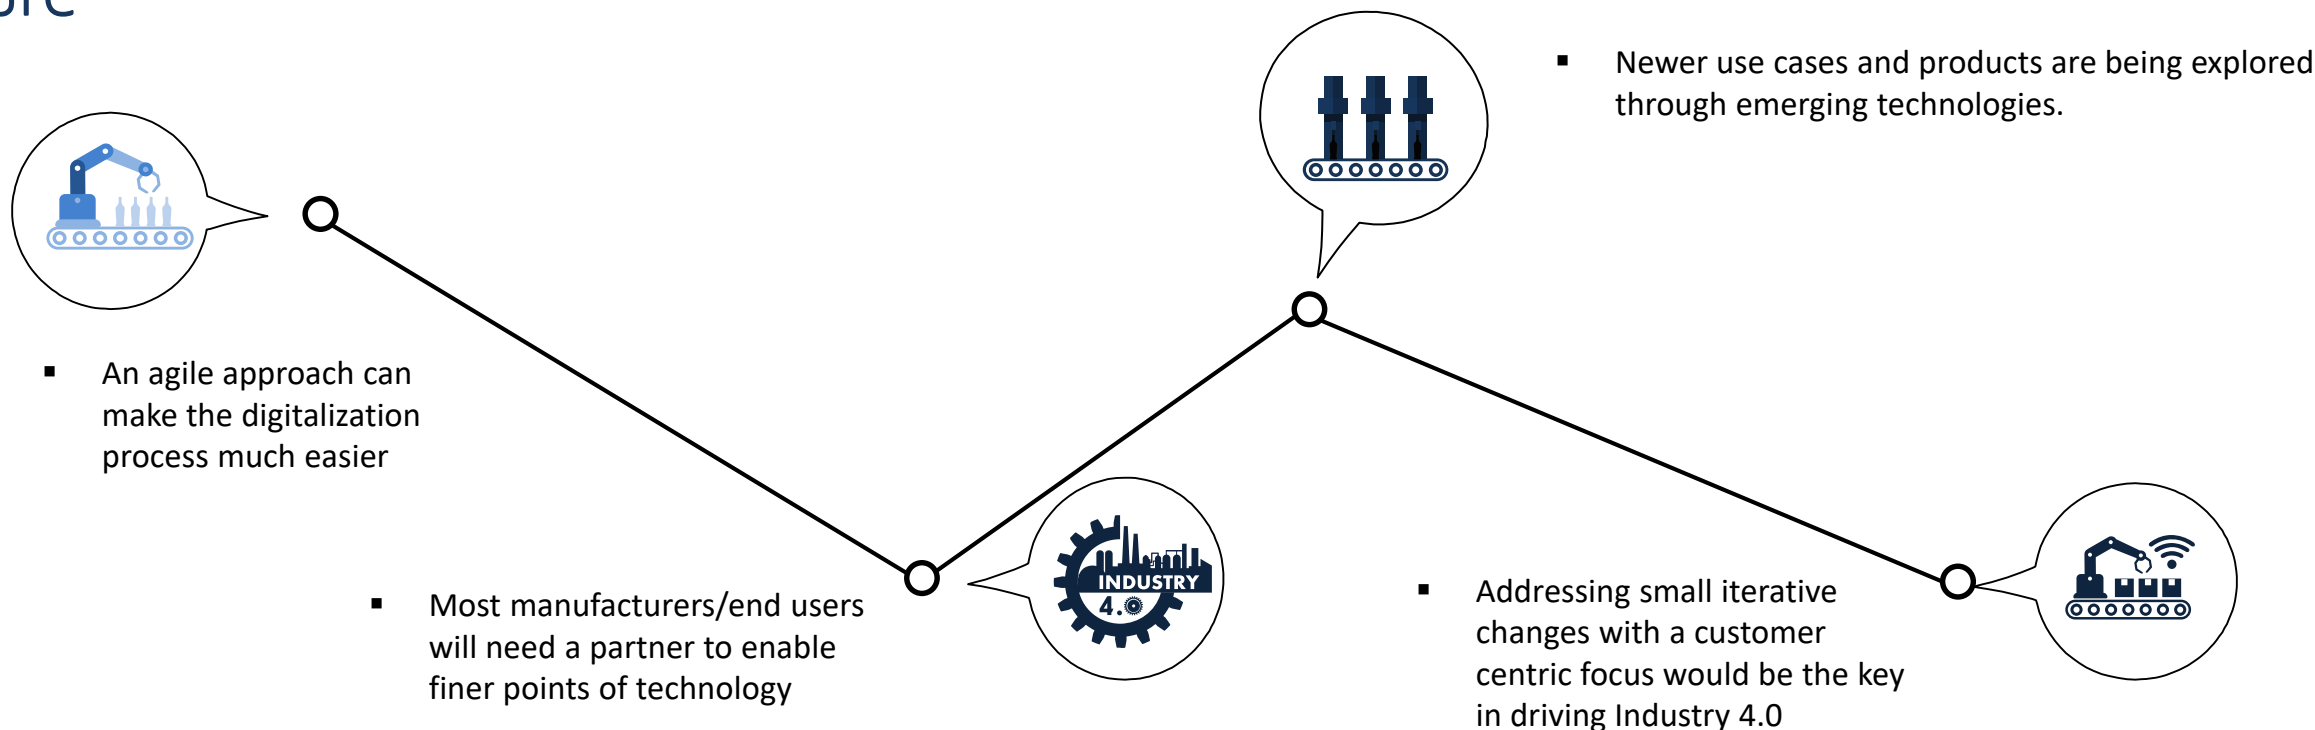 ▪ An agile approach can
make the digitalization
process much easier
▪ Most manufacturers/end users
will need a partner to enable
finer points of technology
INDUSTRY
4.0
▪ Newer use cases and products are being explored
through emerging technologies.
▪ Addressing small iterative
changes with a customer
centric focus would be the key
in driving Industry 4.0